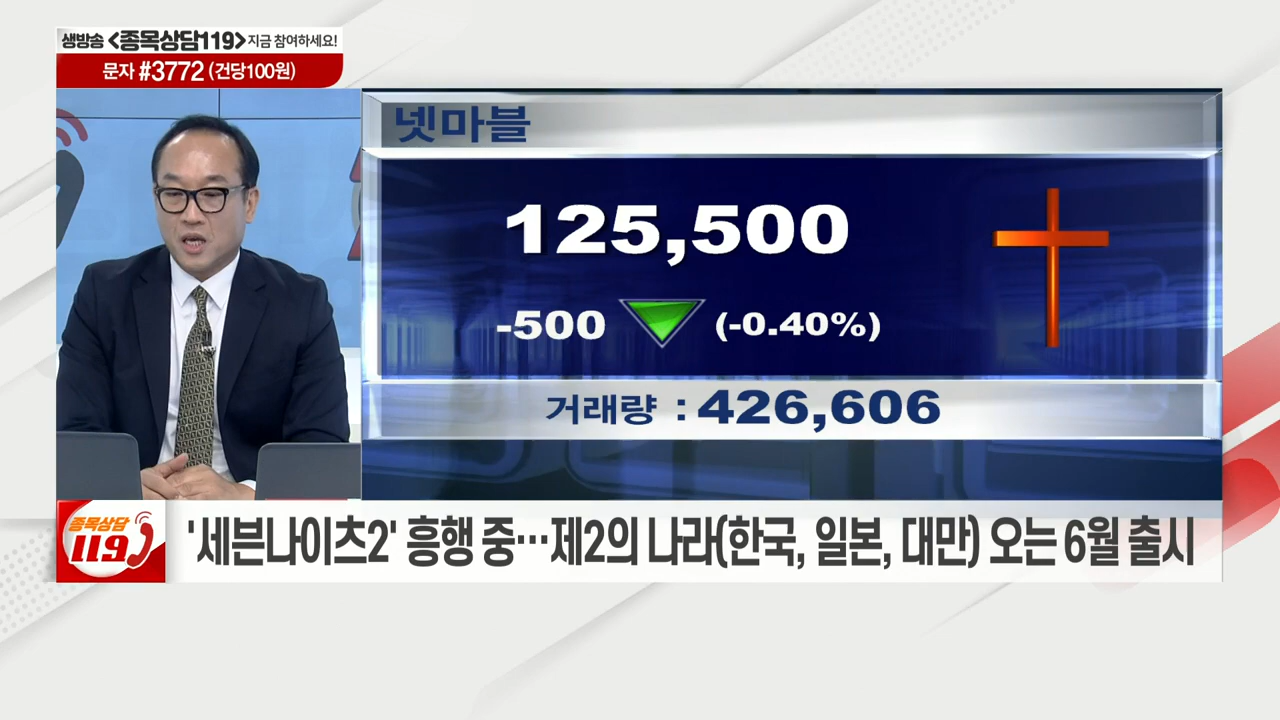 생방송 <종목상담119> 지금 참여하세요!
문자 #3772 (건당100원)
넷마블
125,500
-500 (-0.40%)
거래량 : 426,606
종목상담
119
'세븐나이츠2' 흥행 중…제2의 나라(한국, 일본, 대만) 오는 6월 출시